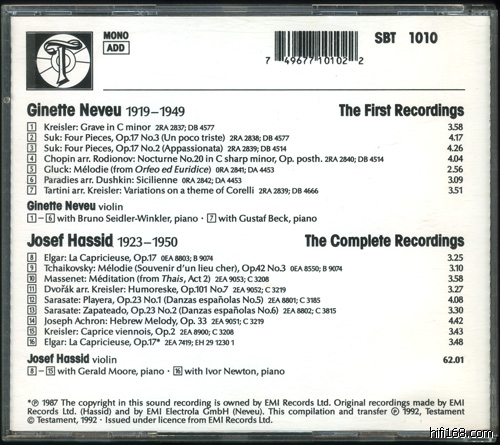 MONO
ADD
7 49677 10102 2
SBT 1010
Ginette Neveu 1919–1949 The First Recordings
1 Kreisler: Grave in C minor 2RA 2837; DB 4577 3.58
2 Suk: Four Pieces, Op.17 No.3 (Un poco triste) 2RA 2838; DB 4577 4.17
3 Suk: Four Pieces, Op.17 No.2 (Appassionata) 2RA 2839; DB 4514 4.26
4 Chopin arr. Rodionov: Nocturne No.20 in C sharp minor, Op. posth. 2RA 2840; DB 4514 4.04
5 Gluck: Mélodie (from Orfeo ed Euridice) 0RA 2841; DA 4453 2.56
6 Paradies arr. Dushkin: Sicilienne 0RA 2842; DA 4453 3.09
7 Tartini arr. Kreisler: Variations on a theme of Corelli 2RA 2839; DB 4666 3.51
Ginette Neveu violin
1–6 with Bruno Seidler-Winkler, piano · 7 with Gustaf Beck, piano
Josef Hassid 1923–1950 The Complete Recordings
8 Elgar: La Capricieuse, Op.17 0EA 8803; B 9074 3.25
9 Tchaikovsky: Mélodie (Souvenir d'un lieu cher), Op.42 No.3 0EA 8550; B 9074 3.10
10 Massenet: Méditation (from Thais, Act 2) 2EA 9053; C 3208 3.58
11 Dvořák arr. Kreisler: Humoreske, Op.101 No.7 2EA 9052; C 3219 3.27
12 Sarasate: Playera, Op.23 No.1 (Danzas españolas No.5) 2EA 8801; C 3185 4.08
13 Sarasate: Zapateado, Op.23 No.2 (Danzas españolas No.6) 2EA 8802; C 3815 3.30
14 Joseph Achron: Hebrew Melody, Op. 33 2EA 9051; C 3219 4.42
15 Kreisler: Caprice viennois, Op.2 2EA 8900; C 3208 3.43
16 Elgar: La Capricieuse, Op.17* 2EA 7419; EH 29 1230 1 3.48
Josef Hassid violin 62.01
8–15 with Gerald Moore, piano · 16 with Ivor Newton, piano
*℗ 1987 The copyright in this sound recording is owned by EMI Records Ltd. Original recordings made by EMI
Records Ltd. (Hassid) and by EMI Electrola GmbH (Neveu). This compilation and transfer ℗ 1992, Testament
© Testament, 1992 · Issued under licence from EMI Records Ltd.
hifi168.com